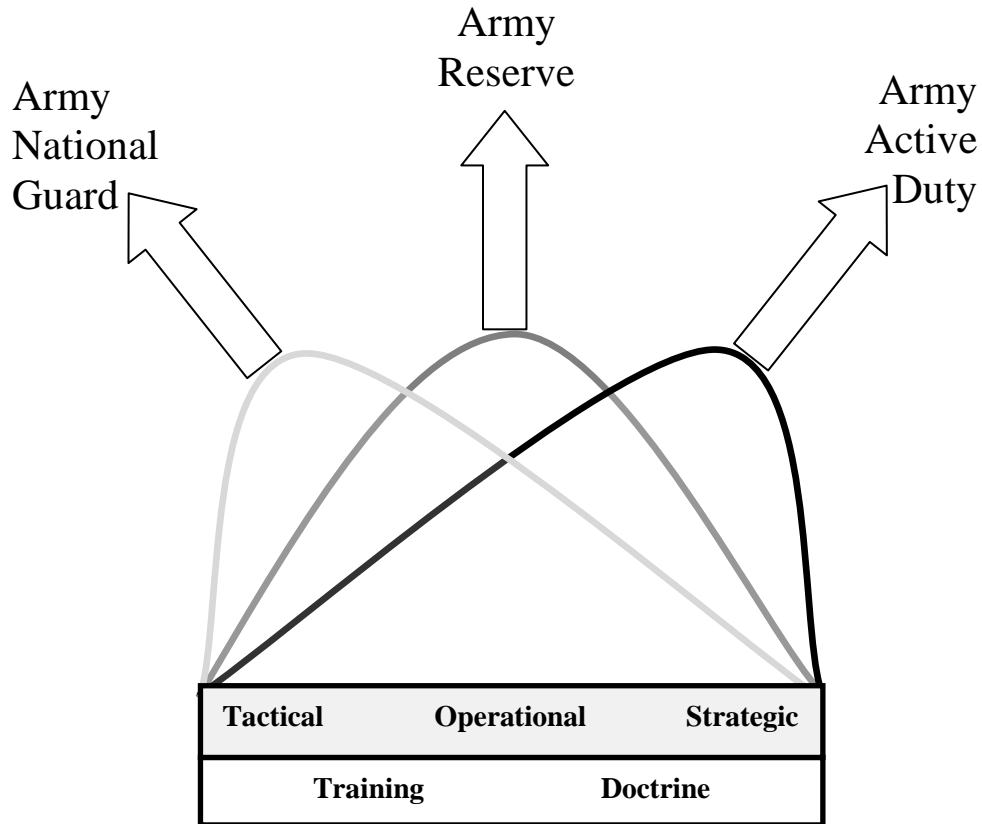 Army
Reserve
Army
National
Guard
Army
Active
Duty
Tactical Operational Strategic
Training Doctrine